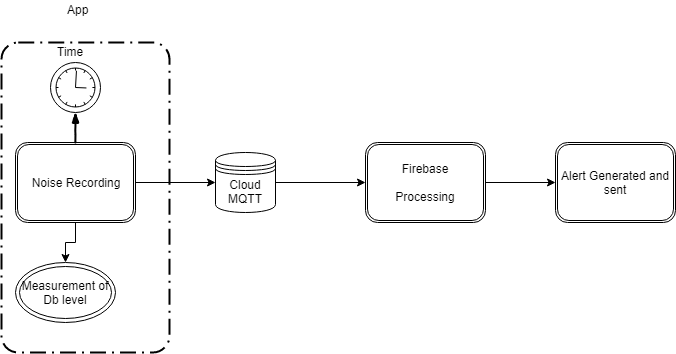 App
Time
Noise Recording
Measurement of
Db level
Cloud
MQTT
Firebase
Processing
Alert Generated and
sent